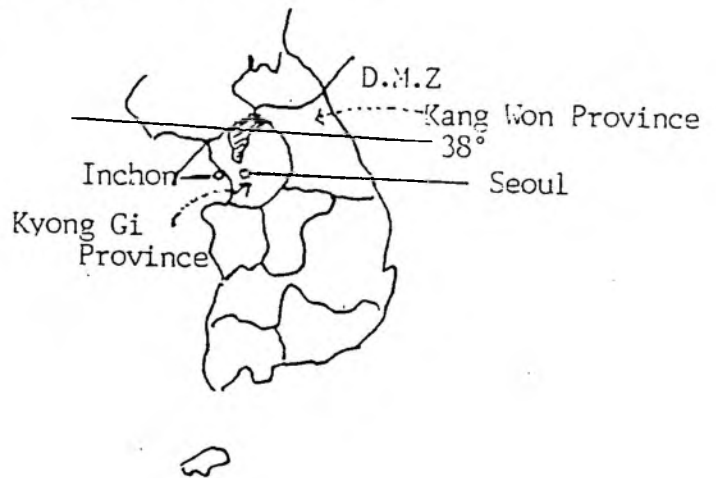 D.M.Z
Kang Won Province
38°
Inchon
Seoul
Kyong Gi
Province